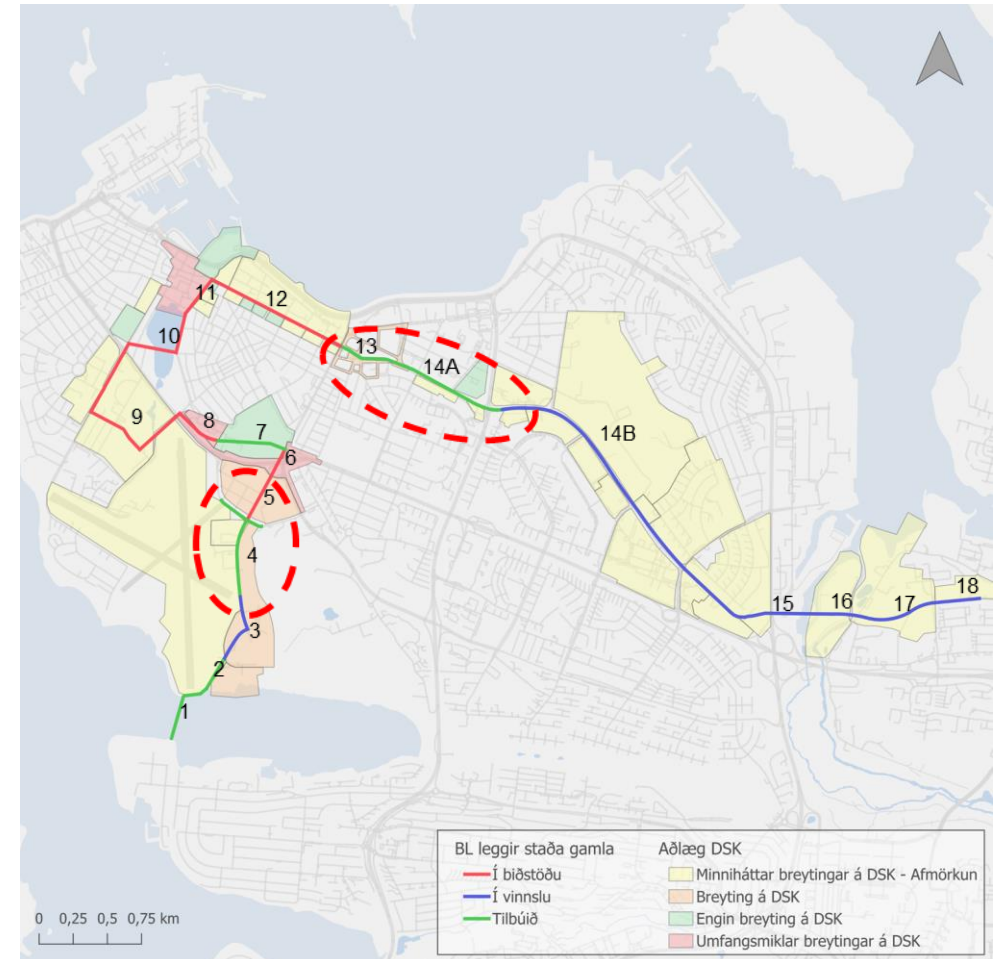 11
12
10
13
14A
9
8
7
14B
6
5
4
15
16
17
18
3
2
1
0 0,25 0,5 0,75 km
BL leggir staða gamla
Í biðstöðu
Í vinnslu
Tilbúið
Aðlæg DSK
Minniháttar breytingar á DSK - Afmörkun
Breyting á DSK
Engin breyting á DSK
Umfangsmiklar breytingar á DSK